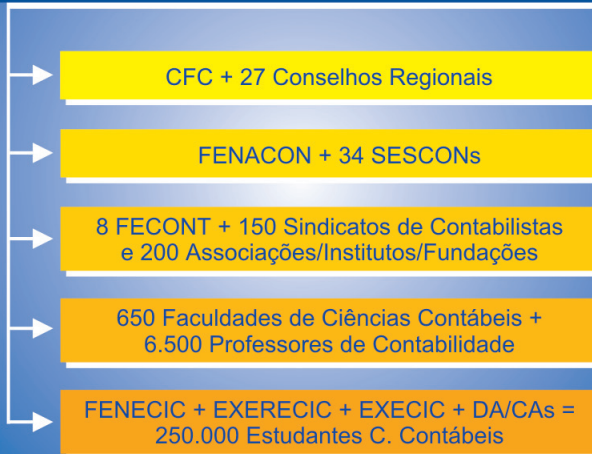 CFC + 27 Conselhos Regionais
FENACON + 34 SESCONs
8 FECONT + 150 Sindicatos de Contabilistas
e 200 Associações/Institutos/Fundações
650 Faculdades de Ciências Contábeis +
6.500 Professores de Contabilidade
FENECIC + EXERECIC + EXECIC + DA/CAs =
250.000 Estudantes C. Contábeis